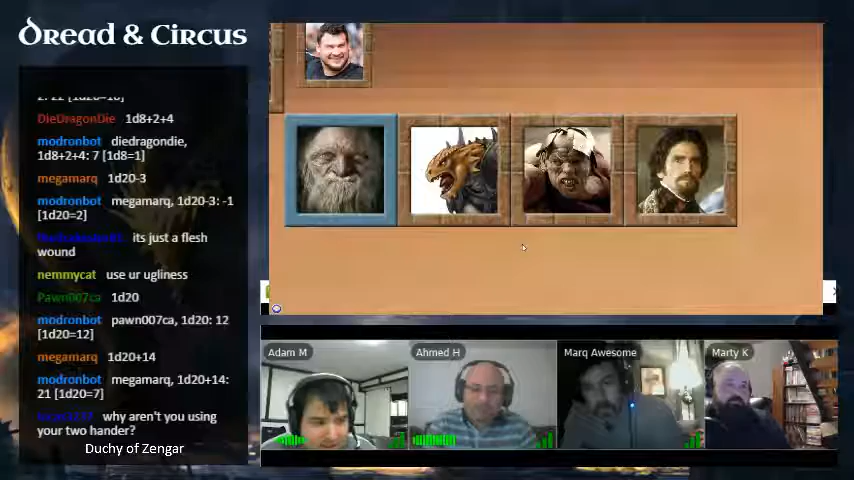 Dread & Circus
DieDragonDie 1d8+2+4
modronbot diedragondie,
1d8+2+4: 7 [1d8=1]
megamarq 1d20-3
modronbot megamarq, 1d20-3: -1
[1d20=2]
its just a flesh
wound
nemmycat use ur ugliness
Pawn007ca 1d20
modronbot pawn007ca, 1d20: 12
[1d20=12]
megamarq 1d20+14
modronbot megamarq, 1d20+14:
21 [1d20=7]
why aren't you using
your two hander?
Duchy of Zengar
Adam M
Ahmed H
Marq Awesome
Marty K